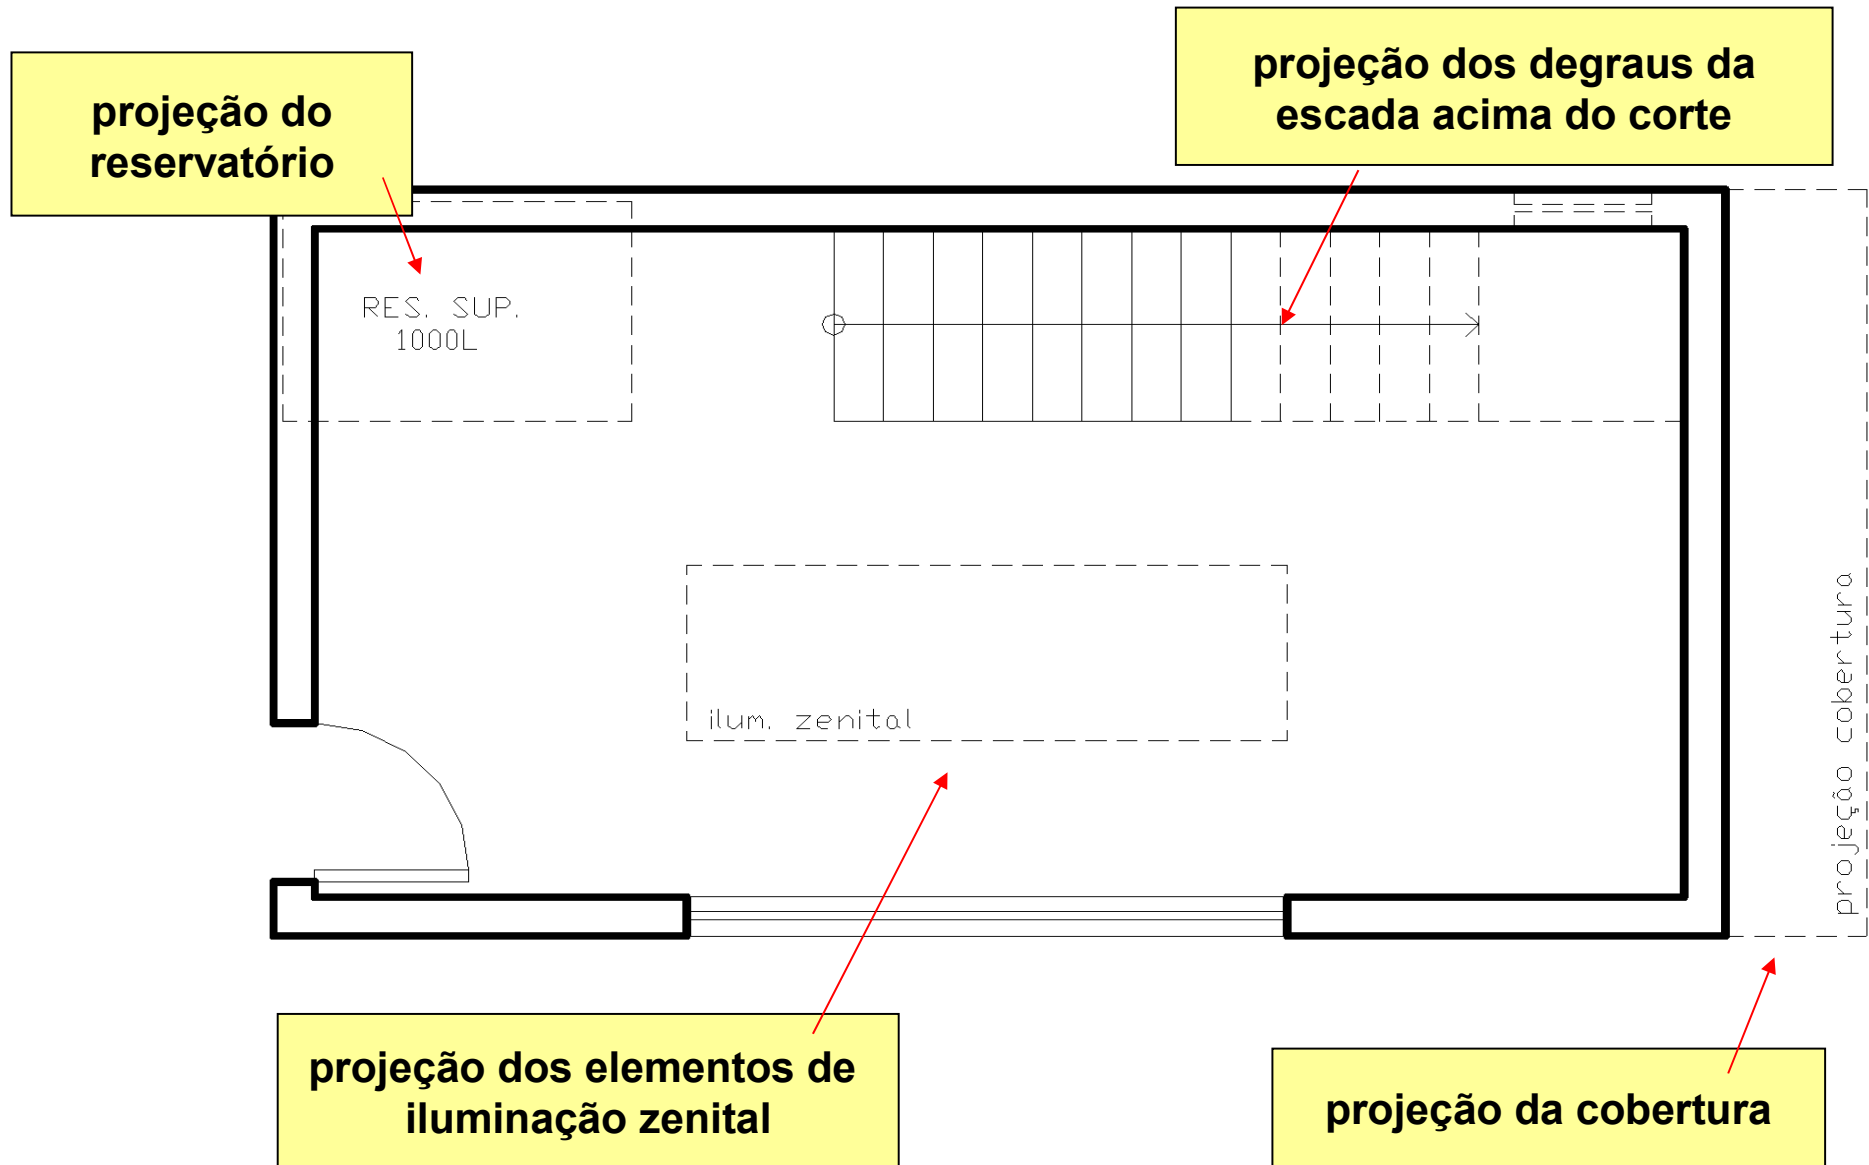 projeção do
reservatório
projeção dos degraus da
escada acima do corte
RES. SUP.
1000L
ilum. zenital
projeção cobertura
projeção dos elementos de
iluminação zenital
projeção da cobertura